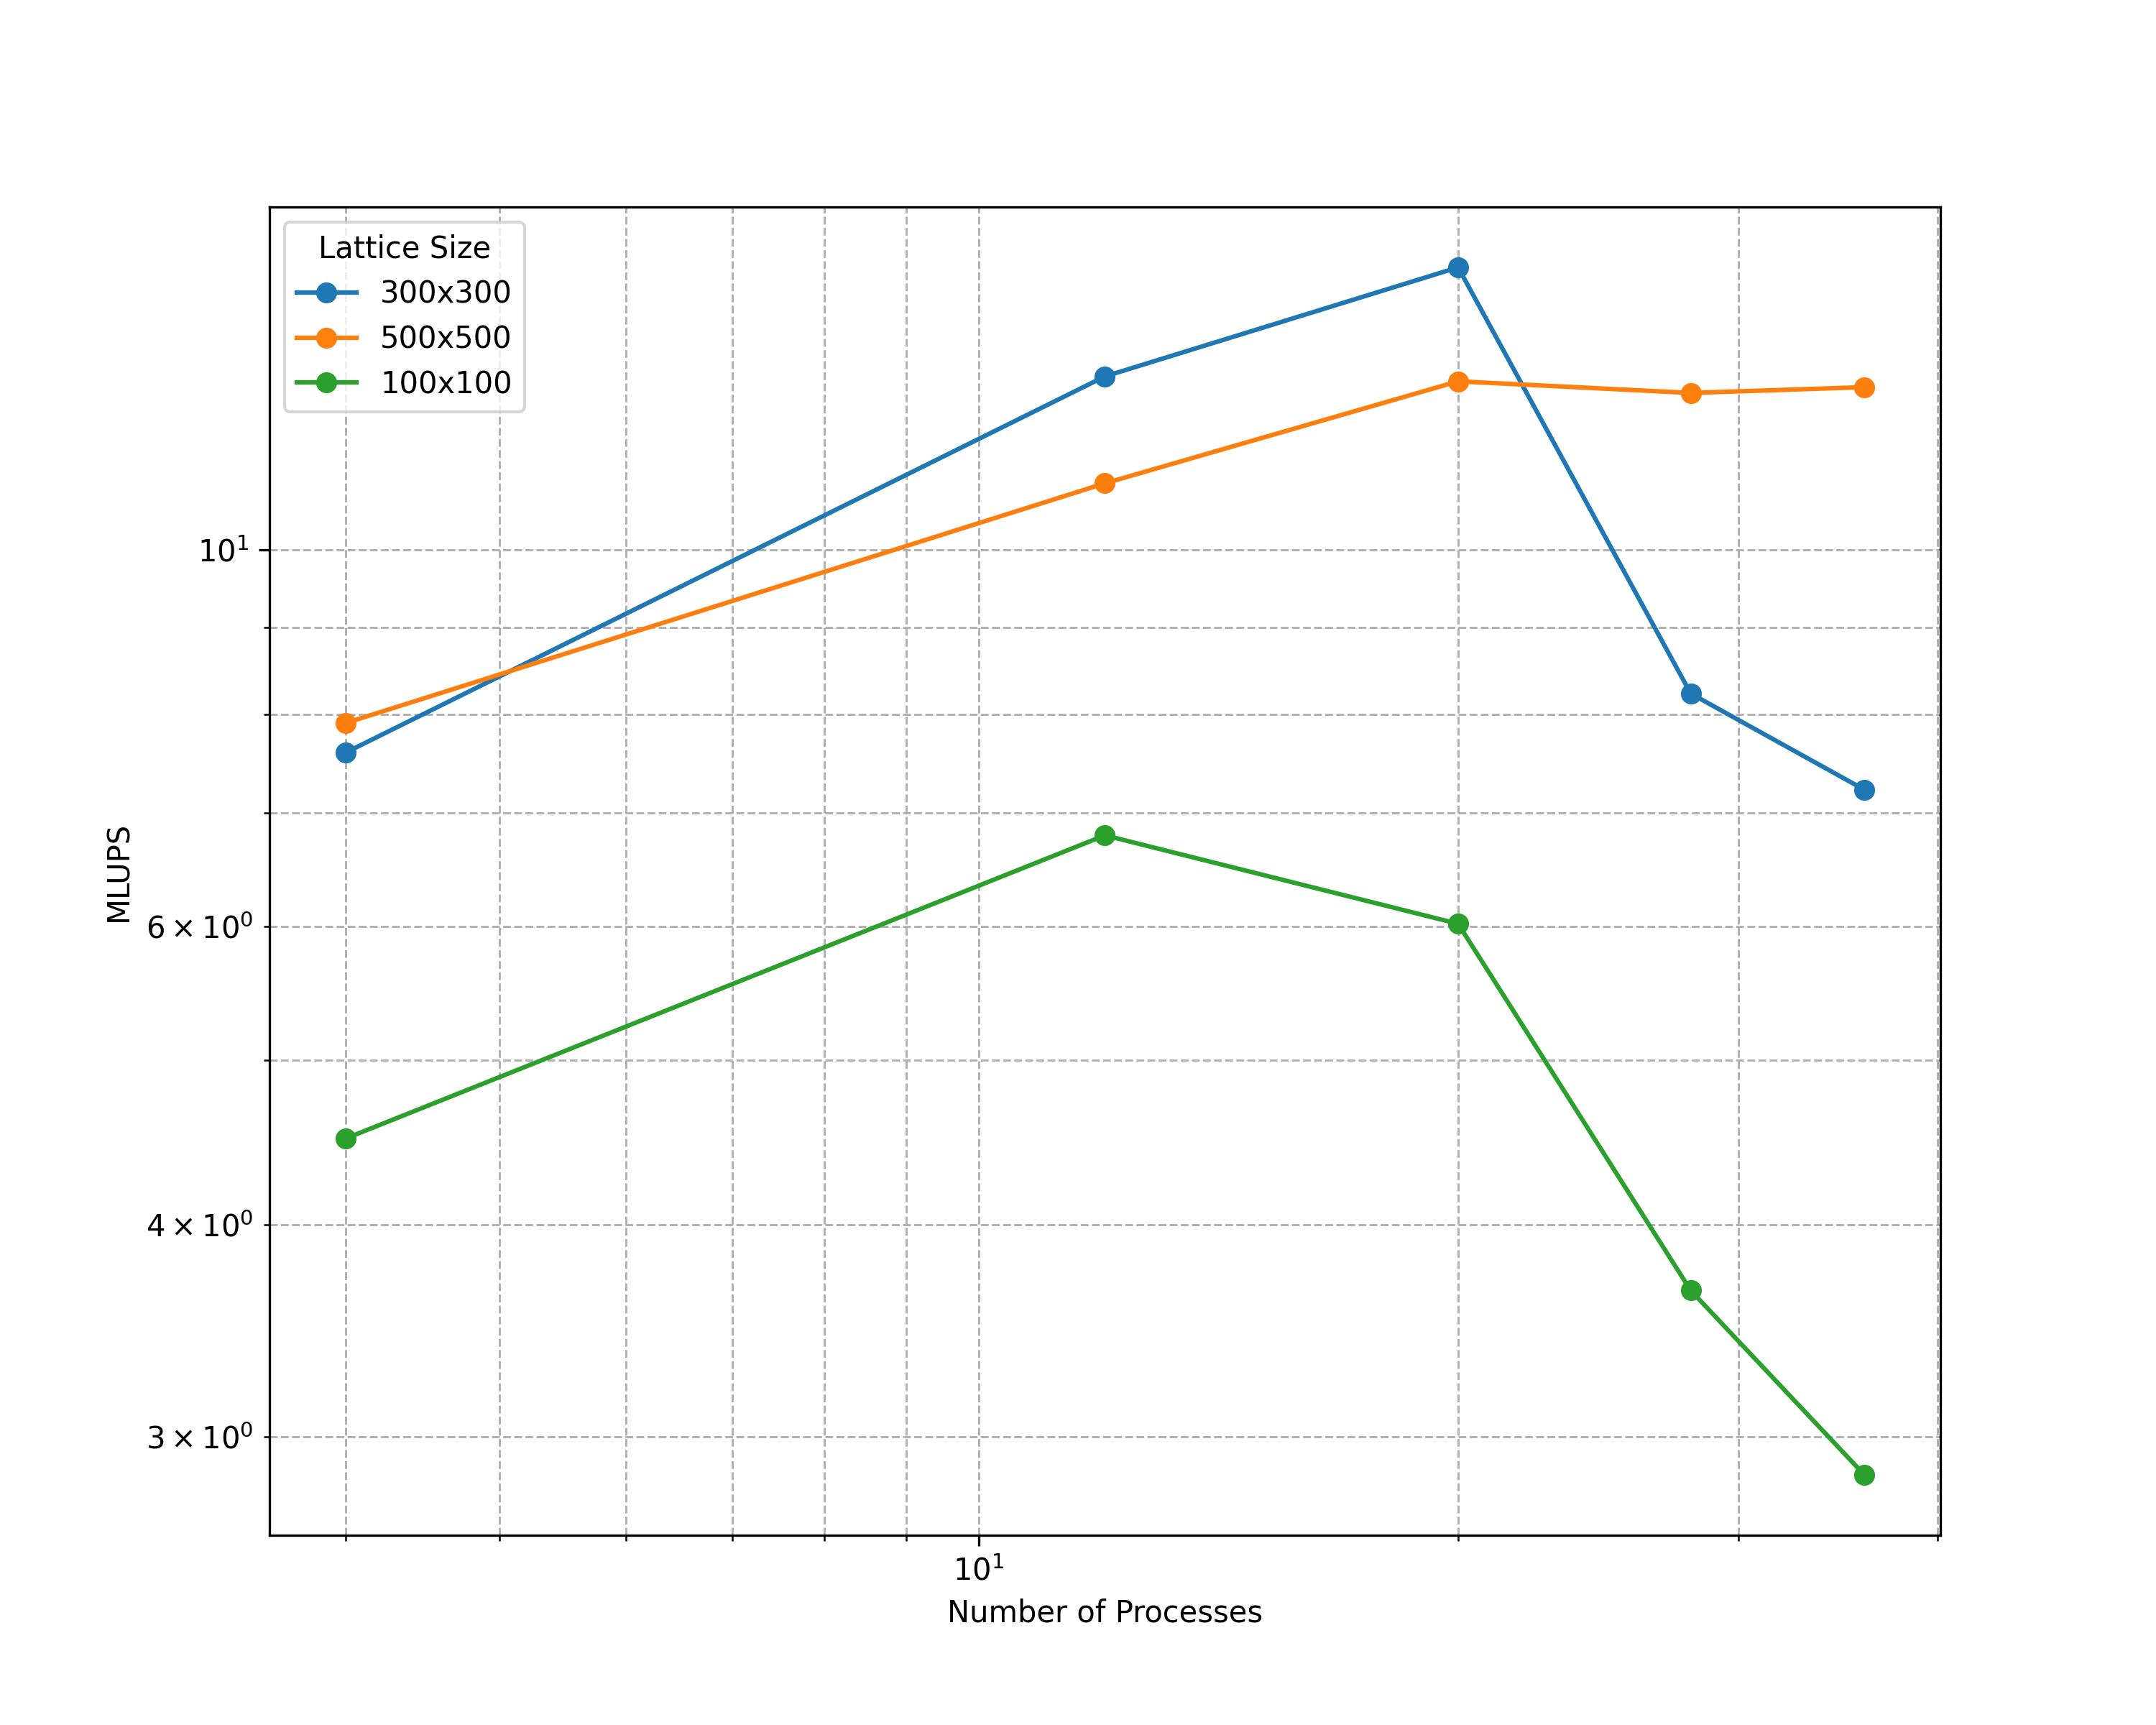 Lattice Size
300x300
500x500
100x100
10¹
6 × 10⁰
4 × 10⁰
3 × 10⁰
MLUPS
10¹
Number of Processes